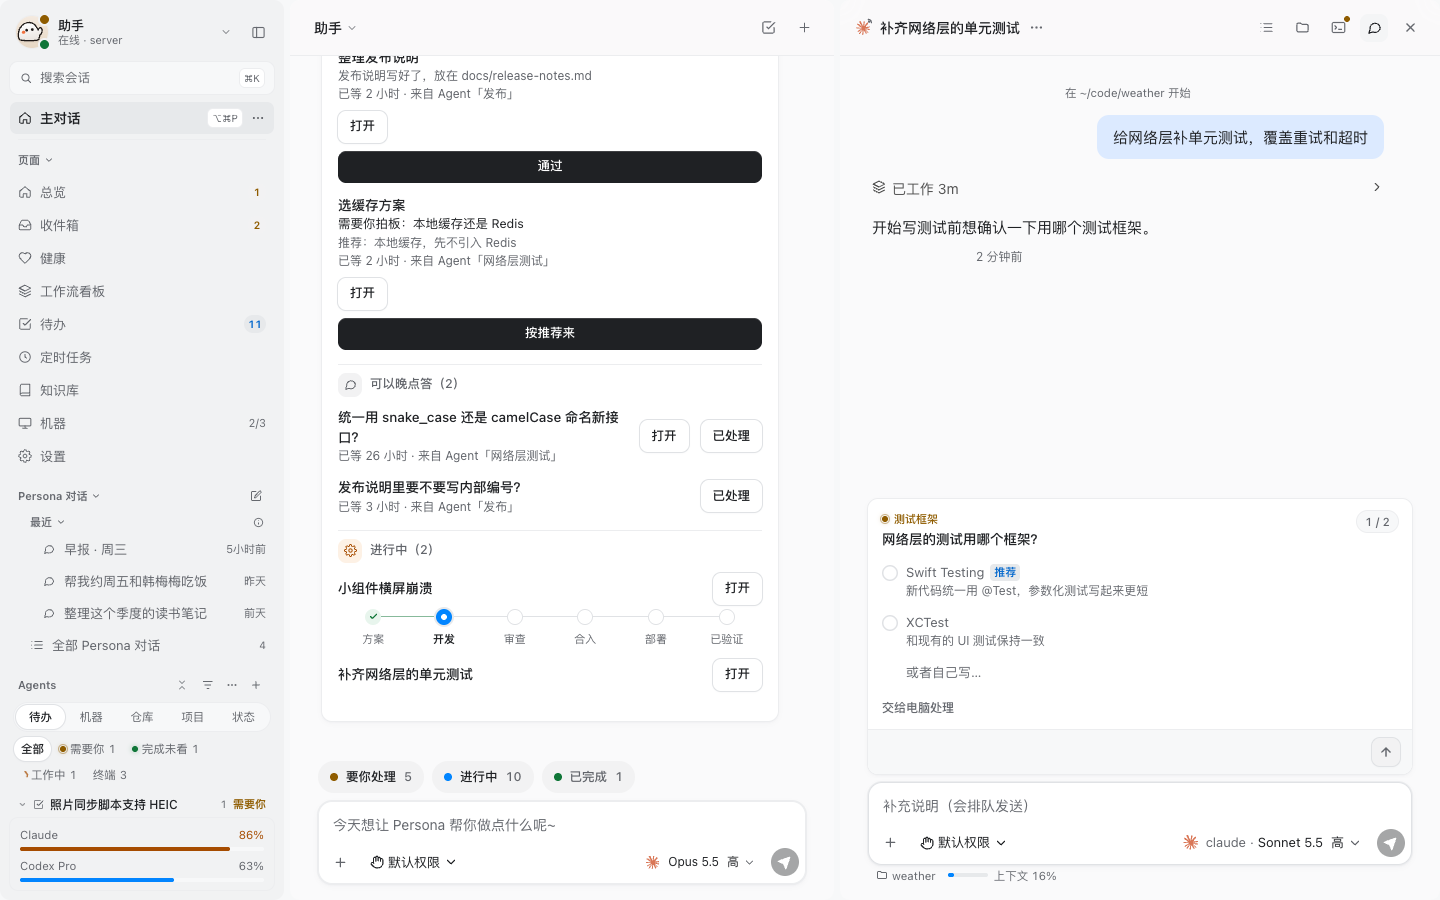 助手
在线 · server
搜索会话
⌘K
主对话
⌥⌘P
页面
总览
1
收件箱
2
健康
工作流看板
待办
11
定时任务
知识库
机器
2/3
设置
Persona 对话
最近
早报 · 周三
5小时前
帮我约周五和韩梅梅吃饭
昨天
整理这个季度的读书笔记
前天
全部 Persona 对话
4
Agents
待办
机器
仓库
项目
状态
全部
需要你 1
完成未看 1
工作中 1
终端 3
照片同步脚本支持 HEIC
1 需要你
Claude
86%
Codex Pro
63%
助手
整理发布说明
发布说明写好了，放在 docs/release-notes.md
已等 2 小时 · 来自 Agent「发布」
打开
通过
选缓存方案
需要你拍板：本地缓存还是 Redis
推荐：本地缓存，先不引入 Redis
已等 2 小时 · 来自 Agent「网络层测试」
打开
按推荐来
可以晚点答（2）
统一用 snake_case 还是 camelCase 命名新接
口?
已等 26 小时 · 来自 Agent「网络层测试」
打开
已处理
发布说明里要不要写内部编号?
已等 3 小时 · 来自 Agent「发布」
已处理
进行中（2）
小组件横屏崩溃
打开
方案
开发
审查
合入
部署
已验证
补齐网络层的单元测试
打开
要你处理 5
进行中 10
已完成 1
今天想让 Persona 帮你做点什么呢~
默认权限
Opus 5.5 高
补齐网络层的单元测试
在 ~/code/weather 开始
给网络层补单元测试，覆盖重试和超时
已工作 3m
开始写测试前想确认一下用哪个测试框架。
2 分钟前
测试框架
1 / 2
网络层的测试用哪个框架?
Swift Testing 推荐
新代码统一用 @Test，参数化测试写起来更短
XCTest
和现有的 UI 测试保持一致
或者自己写...
交给电脑处理
补充说明（会排队发送）
默认权限
claude · Sonnet 5.5 高
weather
上下文 16%